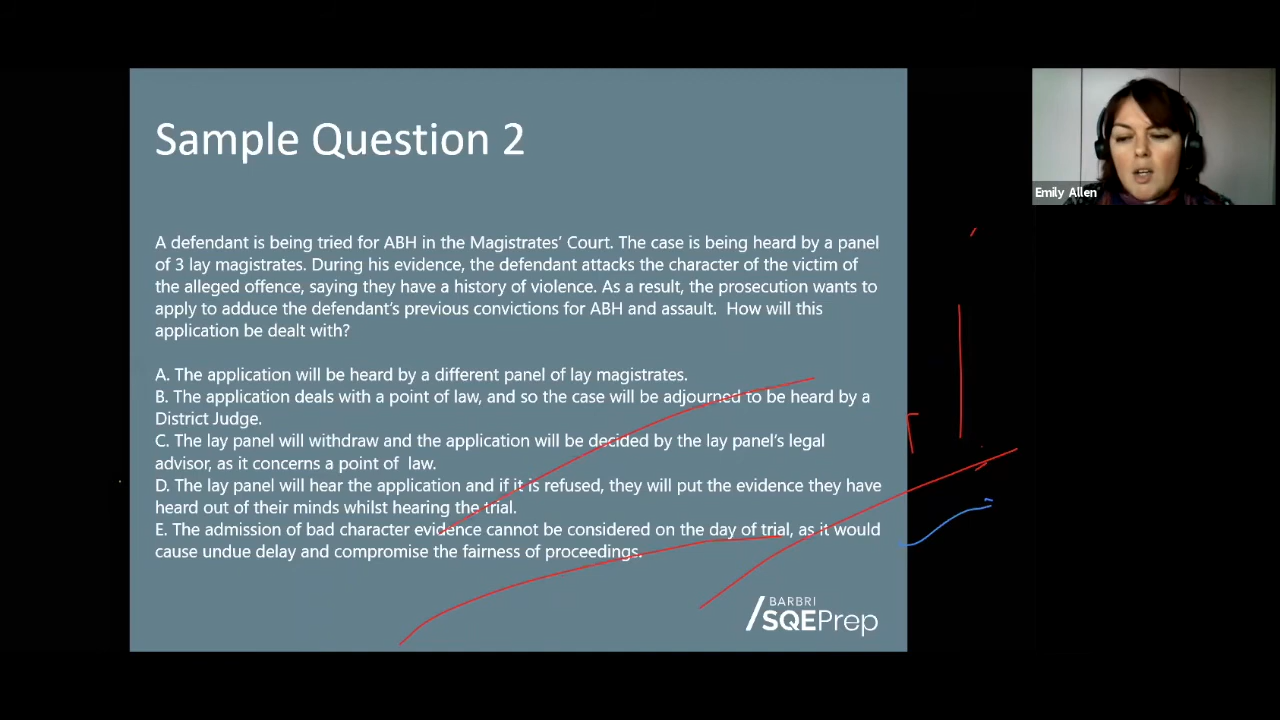 Sample Question 2
A defendant is being tried for ABH in the Magistrates' Court. The case is being heard by a panel
of 3 lay magistrates. During his evidence, the defendant attacks the character of the victim of
the alleged offence, saying they have a history of violence. As a result, the prosecution wants to
apply to adduce the defendant's previous convictions for ABH and assault.  How will this
application be dealt with?
A. The application will be heard by a different panel of lay magistrates.
B. The application deals with a point of law, and so the case will be adjourned to be heard by a
District Judge.
C. The lay panel will withdraw and the application will be decided by the lay panel's legal
advisor, as it concerns a point of  law.
D. The lay panel will hear the application and if it is refused, they will put the evidence they have
heard out of their minds whilst hearing the trial.
E. The admission of bad character evidence cannot be considered on the day of trial, as it would
cause undue delay and compromise the fairness of proceedings.
BARBRI
SQEPrep
Emily Allen